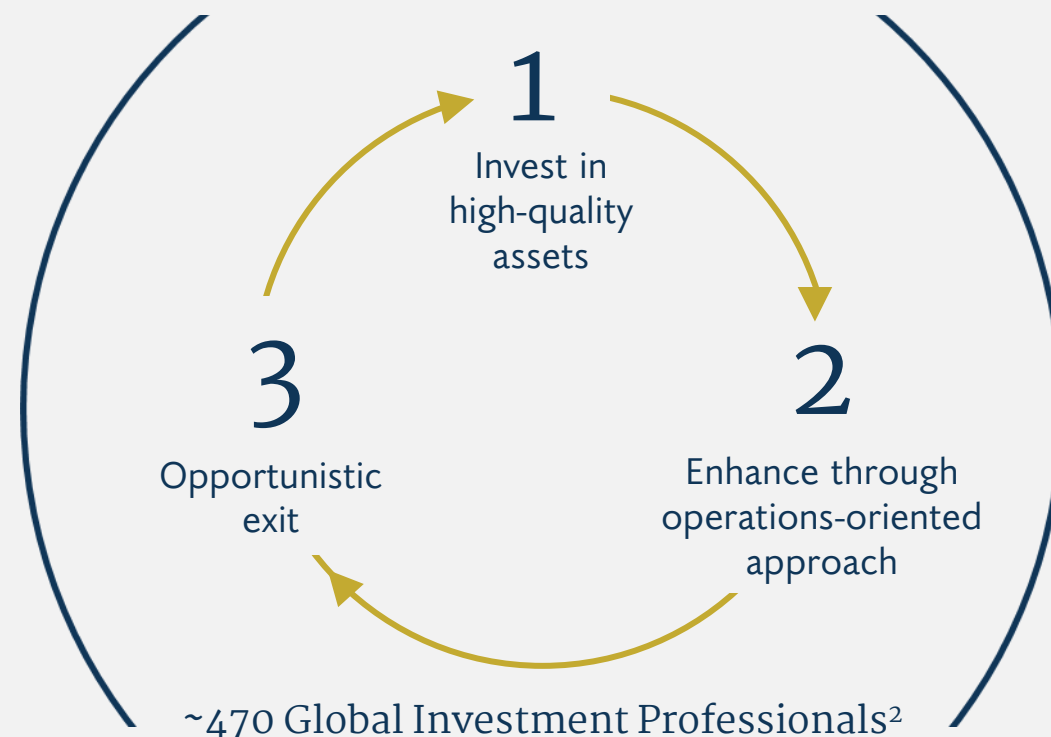 1
Invest in
high-quality
assets
2
Enhance through
operations-oriented
approach
3
Opportunistic
exit
~470 Global Investment Professionals²